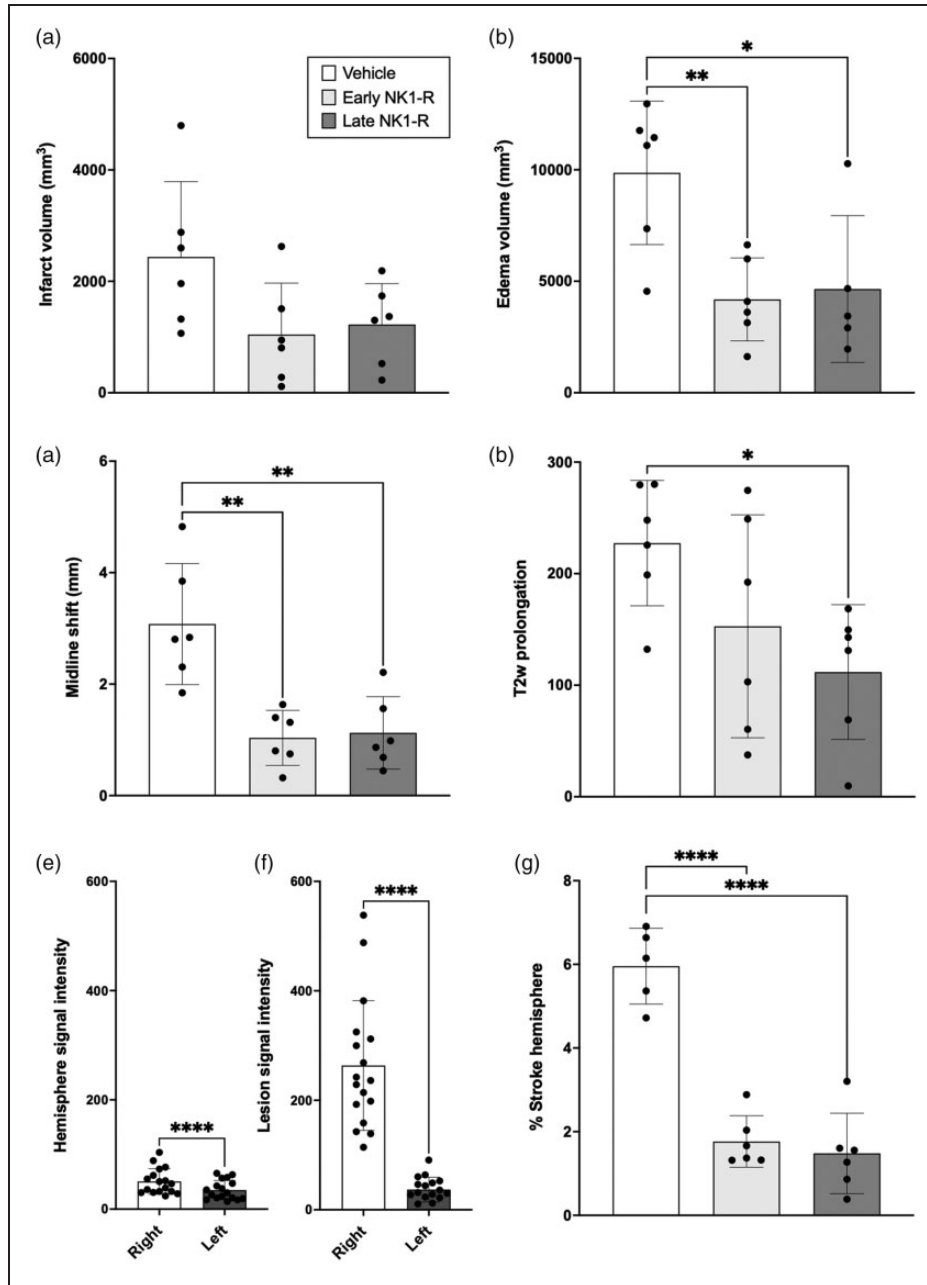 (a)
Infarct volume (mm³)
6000
4000
2000
0
Vehicle
Early NK1-R
Late NK1-R
(b)
Edema volume (mm³)
15000
10000
5000
0
**
*
(a)
Midline shift (mm)
6
4
2
0
**
**
(b)
T2w prolongation
300
200
100
0
*
(e)
Hemisphere signal intensity
600
400
200
0
****
Right
Left
(f)
Lesion signal intensity
600
400
200
0
****
Right
Left
(g)
% Stroke hemisphere
8
6
4
2
0
****
****